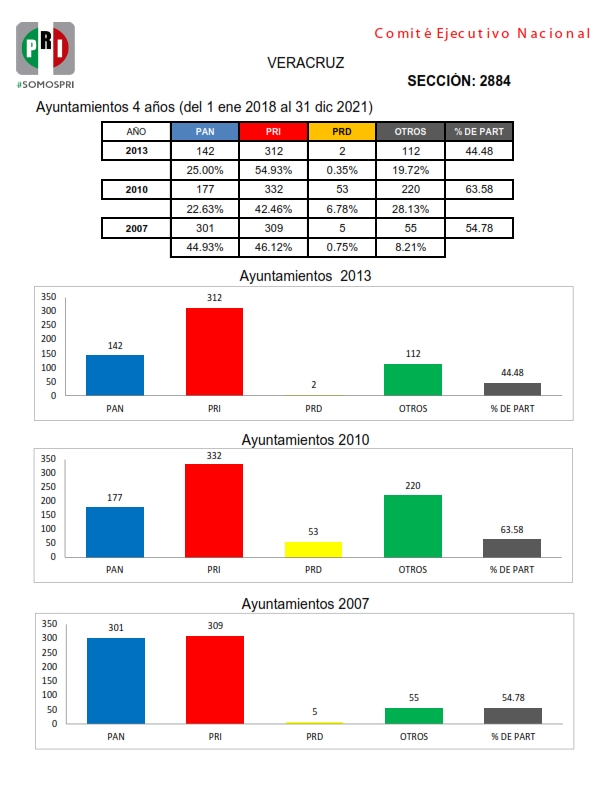 Comité Ejecutivo Nacional
PRI
#SOMOSPRI
VERACRUZ
SECCIÓN: 2884
Ayuntamientos 4 años (del 1 ene 2018 al 31 dic 2021)
AÑO PAN PRI PRD OTROS % DE PART
2013 142 312 2 112 44.48
25.00% 54.93% 0.35% 19.72%
2010 177 332 53 220 63.58
22.63% 42.46% 6.78% 28.13%
2007 301 309 5 55 54.78
44.93% 46.12% 0.75% 8.21%
Ayuntamientos 2013
350
300
250
200
150
100
50
0
142 312 2 112 44.48
PAN PRI PRD OTROS % DE PART
Ayuntamientos 2010
350
300
250
200
150
100
50
0
177 332 53 220 63.58
PAN PRI PRD OTROS % DE PART
Ayuntamientos 2007
350
300
250
200
150
100
50
0
301 309 5 55 54.78
PAN PRI PRD OTROS % DE PART